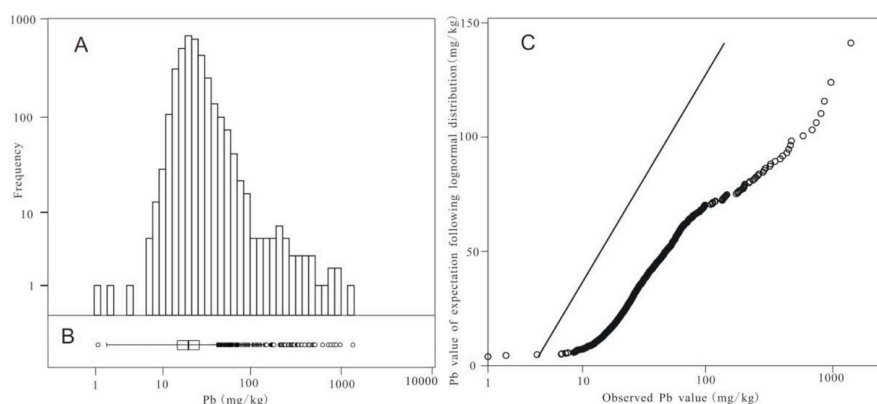 A
1000
100
10
1
Frequency
B
1
10
100
1000
10000
Pb (mg/kg)
C
150
100
50
0
Pb value of expectation following lognormal distribution(mg/kg)
1
10
100
1000
Observed Pb value (mg/kg)